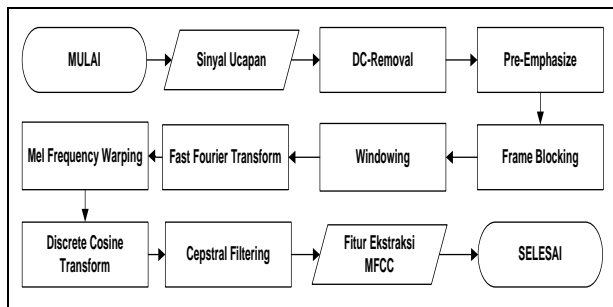 MULAI
Sinyal Ucapan
DC-Removal
Pre-Emphasize
Frame Blocking
Windowing
Fast Fourier Transform
Mel Frequency Warping
Discrete Cosine
Transform
Cepstral Filtering
Fitur Ekstraksi
MFCC
SELESAI